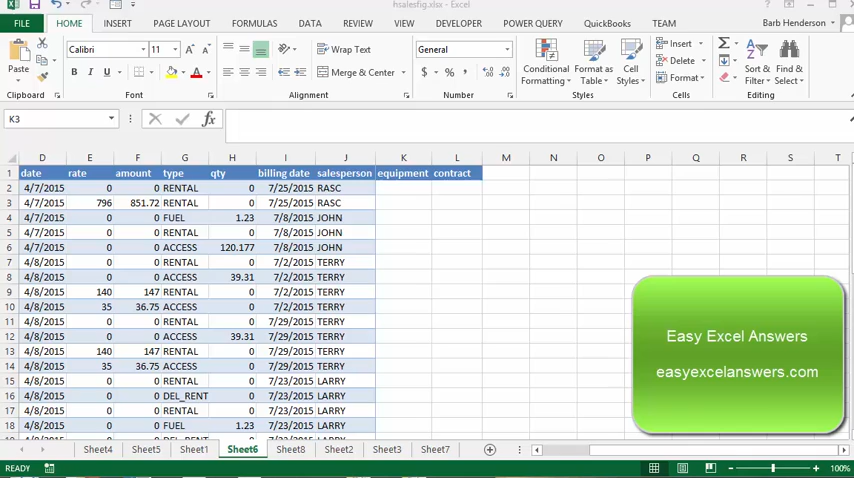 hsalesfig.xlsx - Excel
FILE HOME INSERT PAGE LAYOUT FORMULAS DATA REVIEW VIEW DEVELOPER POWER QUERY QuickBooks TEAM Barb Henderson
Calibri 11 Wrap Text General Insert
Paste B I U A Merge & Center $ % , Conditional Formatting Format as Table Cell Styles Delete Format Sort & Filter Find & Select
Clipboard Font Alignment Number Styles Cells Editing
K3 fx
D E F G H I J K L M N O P Q R S T
1 date rate amount type qty billing date salesperson equipment contract
2 4/7/2015 0 0 RENTAL 0 7/25/2015 RASC
3 4/7/2015 796 851.72 RENTAL 0 7/25/2015 RASC
4 4/7/2015 0 0 FUEL 1.23 7/8/2015 JOHN
5 4/7/2015 0 0 RENTAL 0 7/8/2015 JOHN
6 4/7/2015 0 0 ACCESS 120.177 7/8/2015 JOHN
7 4/8/2015 0 0 RENTAL 0 7/2/2015 TERRY
8 4/8/2015 0 0 ACCESS 39.31 7/2/2015 TERRY
9 4/8/2015 140 147 RENTAL 0 7/2/2015 TERRY
10 4/8/2015 35 36.75 ACCESS 0 7/2/2015 TERRY
11 4/8/2015 0 0 RENTAL 0 7/29/2015 TERRY
12 4/8/2015 0 0 ACCESS 39.31 7/29/2015 TERRY
13 4/8/2015 140 147 RENTAL 0 7/29/2015 TERRY
14 4/8/2015 35 36.75 ACCESS 0 7/29/2015 TERRY
15 4/8/2015 0 0 RENTAL 0 7/23/2015 LARRY
16 4/8/2015 0 0 DEL_RENT 0 7/23/2015 LARRY
17 4/8/2015 0 0 RENTAL 0 7/23/2015 LARRY
18 4/8/2015 0 0 FUEL 1.23 7/23/2015 LARRY
Easy Excel Answers
easyexcelanswers.com
Sheet4 Sheet5 Sheet1 Sheet6 Sheet8 Sheet2 Sheet3 Sheet7
READY 100%